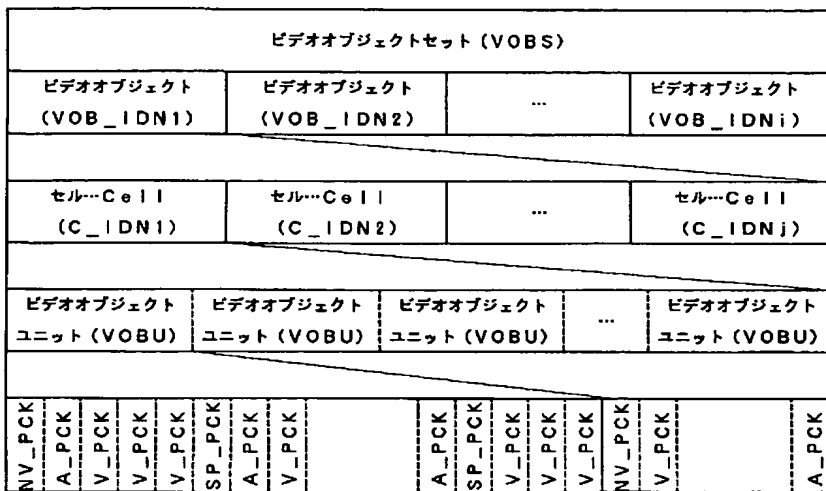 ビデオオブジェクトセット(VOBS)
ビデオオブジェクト
(VOB_IDN1)
ビデオオブジェクト
(VOB_IDN2)
…
ビデオオブジェクト
(VOB_IDNi)
セル…Cell
(C_IDN1)
セル…Cell
(C_IDN2)
…
セル…Cell
(C_IDNj)
ビデオオブジェクト
ユニット(VOBU)
ビデオオブジェクト
ユニット(VOBU)
ビデオオブジェクト
ユニット(VOBU)
…
ビデオオブジェクト
ユニット(VOBU)
NV_PCK
A_PCK
V_PCK
V_PCK
V_PCK
SP_PCK
A_PCK
V_PCK
A_PCK
SP_PCK
V_PCK
V_PCK
V_PCK
NV_PCK
V_PCK
A_PCK